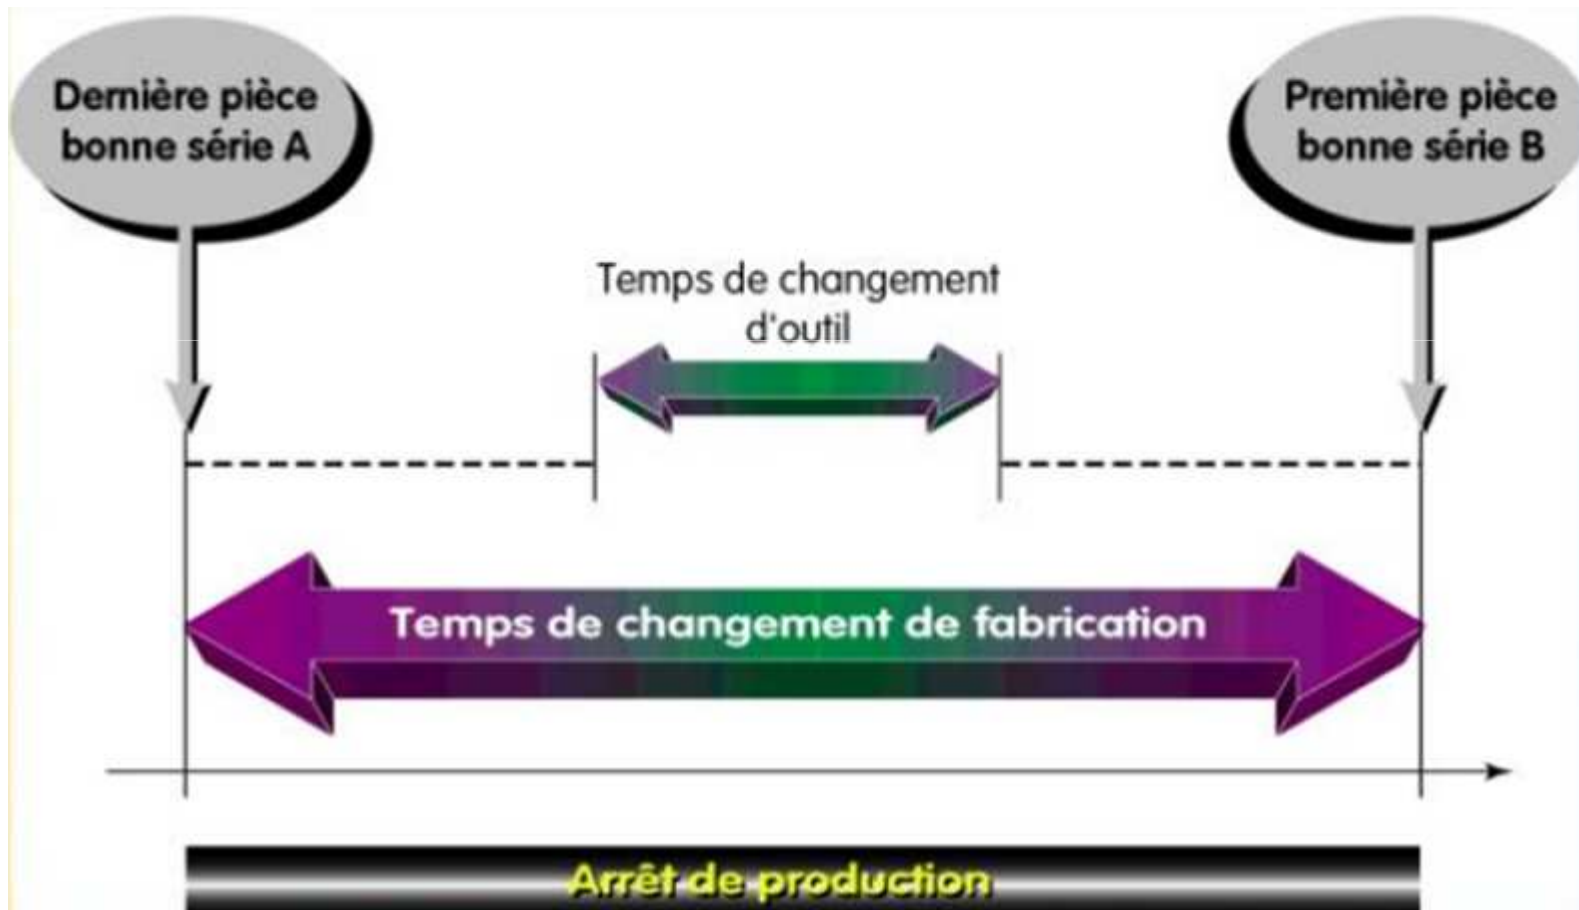 Dernière pièce
bonne série A
Première pièce
bonne série B
Temps de changement
d'outil
Temps de changement de fabrication
Arrêt de production